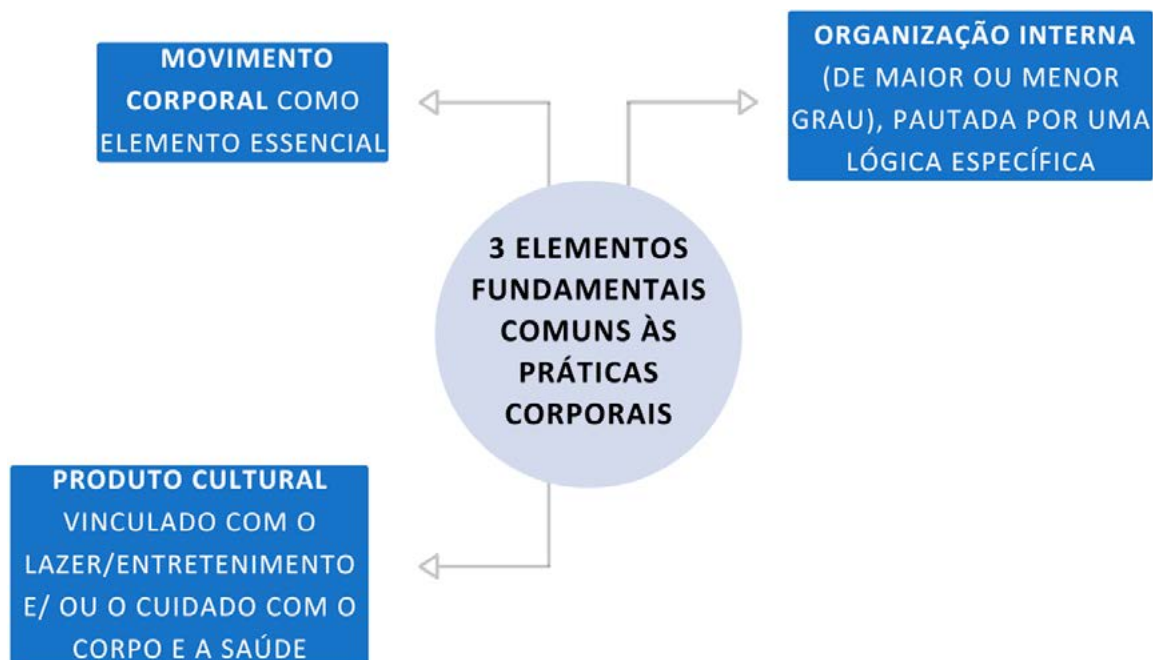 MOVIMENTO
CORPORAL COMO
ELEMENTO ESSENCIAL
ORGANIZAÇÃO INTERNA
(DE MAIOR OU MENOR
GRAU), PAUTADA POR UMA
LÓGICA ESPECÍFICA
3 ELEMENTOS
FUNDAMENTAIS
COMUNS ÀS
PRÁTICAS
CORPORAIS
PRODUTO CULTURAL
VINCULADO COM O
LAZER/ENTRETENIMENTO
E/ OU O CUIDADO COM O
CORPO E A SAÚDE